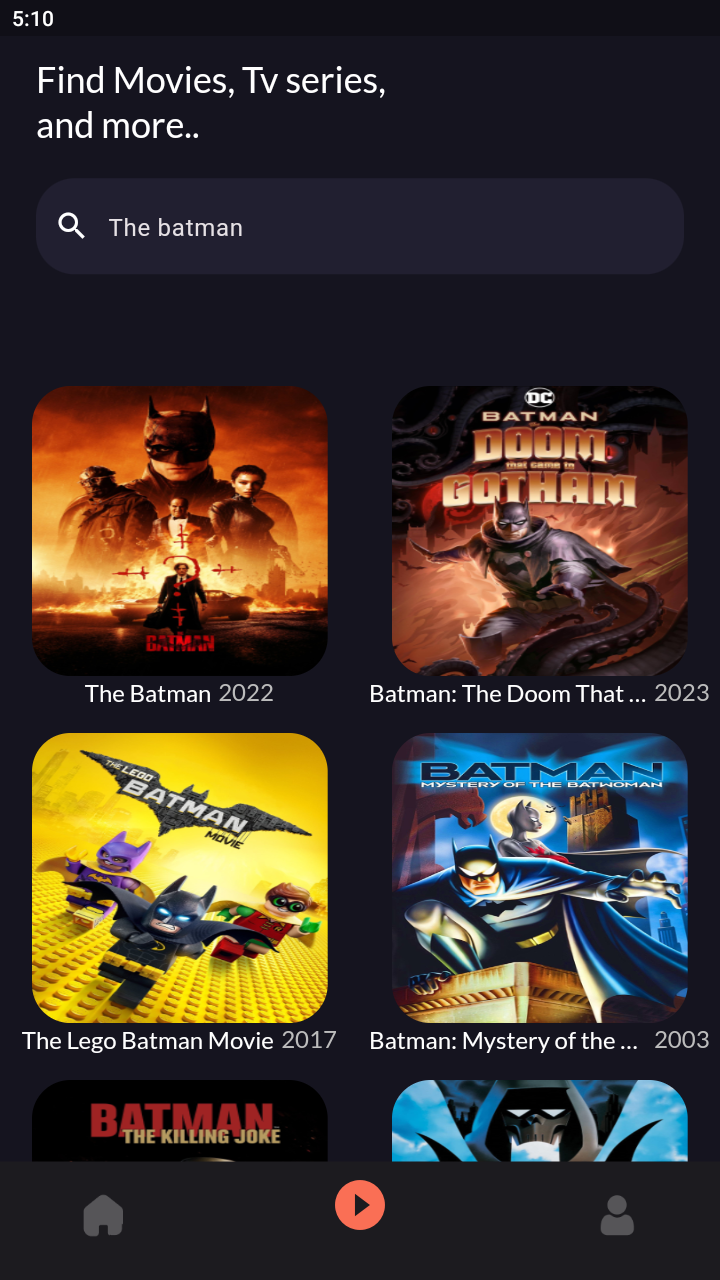 5:10
Find Movies, Tv series,
and more..
The batman
BATMAN
The Batman 2022
DC
BATMAN
DOOM
that came to
GOTHAM
Batman: The Doom That ... 2023
THE LEGO
BATMAN
MOVIE
The Lego Batman Movie 2017
BATMAN
MYSTERY OF THE BATWOMAN
Batman: Mystery of the ... 2003
BATMAN
THE KILLING JOKE